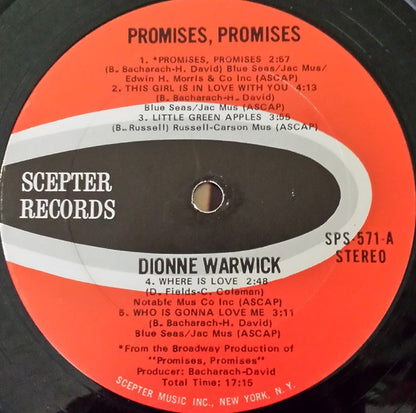 PROMISES, PROMISES
1. *PROMISES, PROMISES 2:57
(B. Bacharach-H. David) Blue Seas/Jac Mus/
Edwin H. Morris & Co Inc (ASCAP)
2. THIS GIRL IS IN LOVE WITH YOU 4:13
(B. Bacharach-H. David)
Blue Seas/Jac Mus (ASCAP)
3. LITTLE GREEN APPLES 3:55
(B. Russell) Russell-Carson Mus (ASCAP)
SCEPTER
RECORDS
SPS-571-A
STEREO
DIONNE WARWICK
4. WHERE IS LOVE 2:48
(D. Fields-C. Coleman)
Notable Mus Co Inc (ASCAP)
5. WHO IS GONNA LOVE ME 3:11
(B. Bacharach-H. David)
Blue Seas/Jac Mus (ASCAP)
*From the Broadway Production of
"Promises, Promises"
Producer: Bacharach-David
Total Time: 17:15
SCEPTER MUSIC INC., NEW YORK, N.Y.